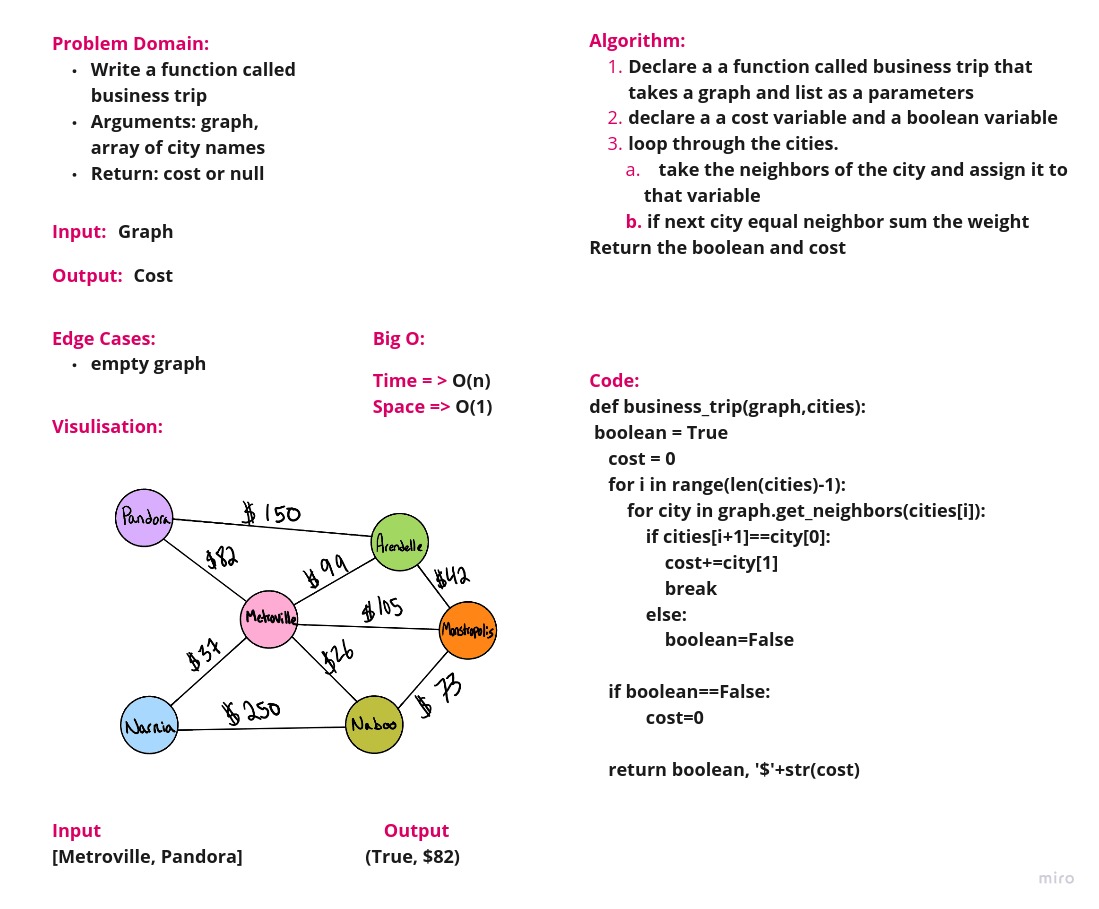 Problem Domain:
• Write a function called
business trip
• Arguments: graph,
array of city names
• Return: cost or null
Input: Graph
Output: Cost
Edge Cases:
• empty graph
Big O:
Time = > O(n)
Space => O(1)
Visulisation:
Pandora
$ 150
Arendelle
$82
$99
$42
Metroville
$105
Monstropolis
$37
$26
$ 73
Narnia
$ 250
Naboo
Input
[Metroville, Pandora]
Output
(True, $82)
Algorithm:
1. Declare a a function called business trip that
takes a graph and list as a parameters
2. declare a a cost variable and a boolean variable
3. loop through the cities.
a. take the neighbors of the city and assign it to
that variable
b. if next city equal neighbor sum the weight
Return the boolean and cost
Code:
def business_trip(graph,cities):
boolean = True
cost = 0
for i in range(len(cities)-1):
for city in graph.get_neighbors(cities[i]):
if cities[i+1]==city[0]:
cost+=city[1]
break
else:
boolean=False
if boolean==False:
cost=0
return boolean, '$'+str(cost)
miro